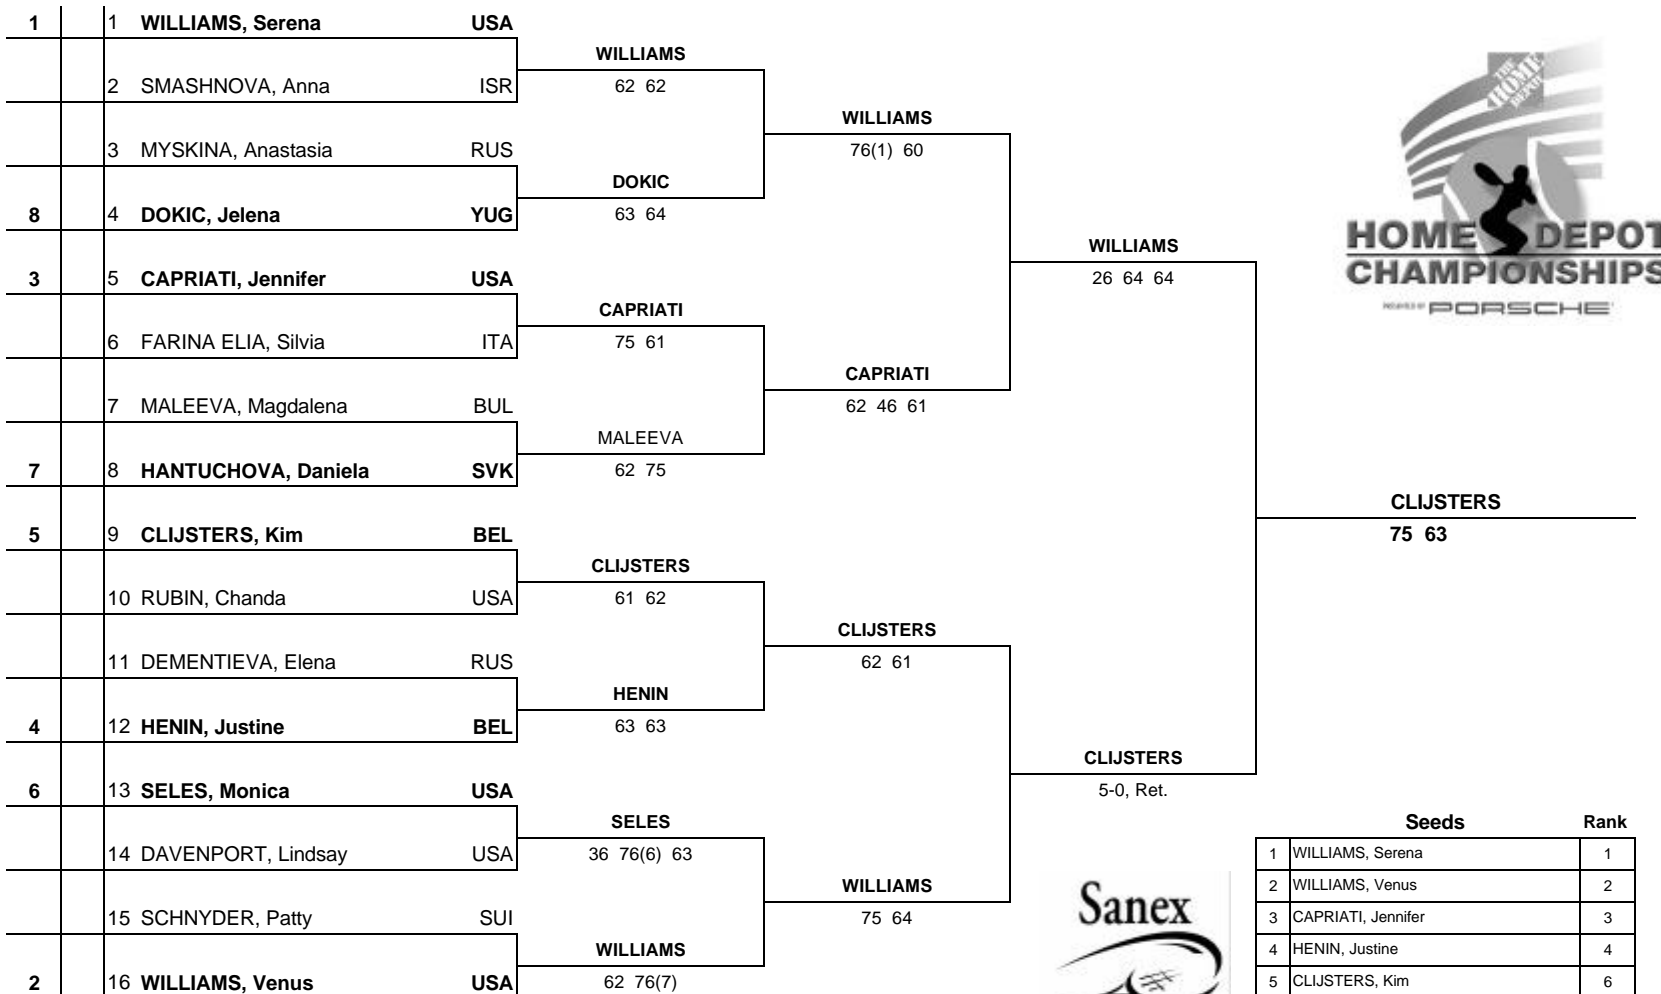 1 1 WILLIAMS, Serena USA
WILLIAMS
2 SMASHNOVA, Anna ISR 62 62
WILLIAMS
3 MYSKINA, Anastasia RUS 76(1) 60
DOKIC
8 4 DOKIC, Jelena YUG 63 64
WILLIAMS
3 5 CAPRIATI, Jennifer USA 26 64 64
CAPRIATI
6 FARINA ELIA, Silvia ITA 75 61
CAPRIATI
7 MALEEVA, Magdalena BUL 62 46 61
MALEEVA
7 8 HANTUCHOVA, Daniela SVK 62 75
CLIJSTERS
5 9 CLIJSTERS, Kim BEL 75 63
CLIJSTERS
10 RUBIN, Chanda USA 61 62
CLIJSTERS
11 DEMENTIEVA, Elena RUS 62 61
HENIN
4 12 HENIN, Justine BEL 63 63
CLIJSTERS
6 13 SELES, Monica USA 5-0, Ret.
SELES
14 DAVENPORT, Lindsay USA 36 76(6) 63
WILLIAMS
15 SCHNYDER, Patty SUI 75 64
WILLIAMS
2 16 WILLIAMS, Venus USA 62 76(7)
THE
HOME
DEPOT
HOME DEPOT
CHAMPIONSHIPS
PORSCHE
Sanex
Seeds Rank
1 WILLIAMS, Serena 1
2 WILLIAMS, Venus 2
3 CAPRIATI, Jennifer 3
4 HENIN, Justine 4
5 CLIJSTERS, Kim 6